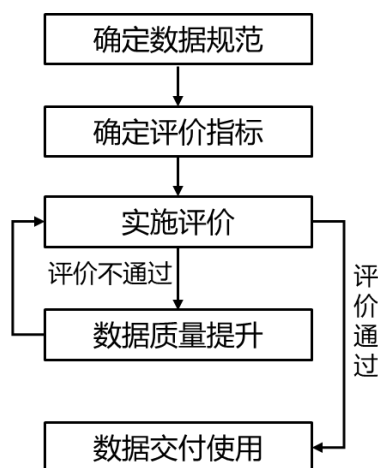 确定数据规范
确定评价指标
实施评价
评价不通过
评价通过
数据质量提升
数据交付使用